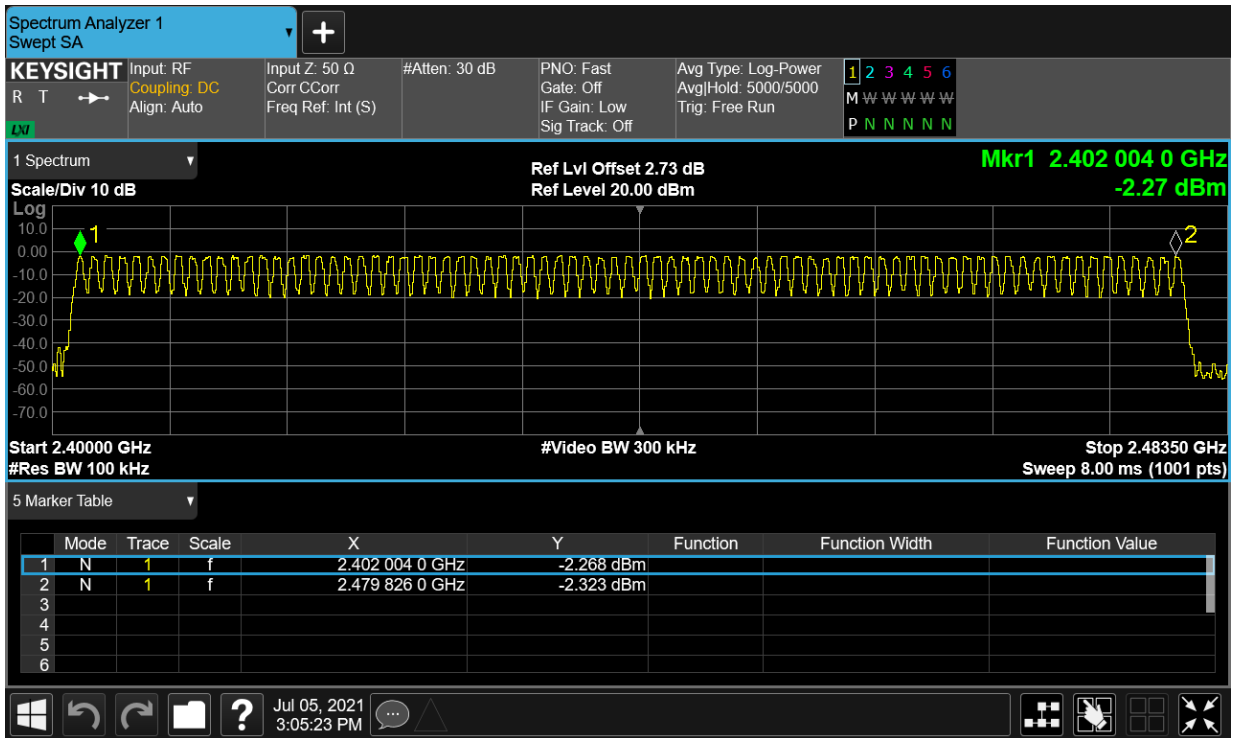 Spectrum Analyzer 1
Swept SA
+
KEYSIGHT Input: RF Input Z: 50 Ω #Atten: 30 dB PNO: Fast Avg Type: Log-Power 1 2 3 4 5 6
R T Coupling: DC Corr CCorr Gate: Off Avg|Hold: 5000/5000 M W W W W W
Align: Auto Freq Ref: Int (S) IF Gain: Low Trig: Free Run
LXI Sig Track: Off P N N N N N N
1 Spectrum Ref Lvl Offset 2.73 dB Mkr1 2.402 004 0 GHz
Scale/Div 10 dB Ref Level 20.00 dBm -2.27 dBm
Log
10.0 1 2
0.00
-10.0
-20.0
-30.0
-40.0
-50.0
-60.0
-70.0
Start 2.40000 GHz #Video BW 300 kHz Stop 2.48350 GHz
#Res BW 100 kHz Sweep 8.00 ms (1001 pts)
5 Marker Table
Mode Trace Scale X Y Function Function Width Function Value
1 N 1 f 2.402 004 0 GHz -2.268 dBm
2 N 1 f 2.479 826 0 GHz -2.323 dBm
3
4
5
6
? Jul 05, 2021
3:05:23 PM